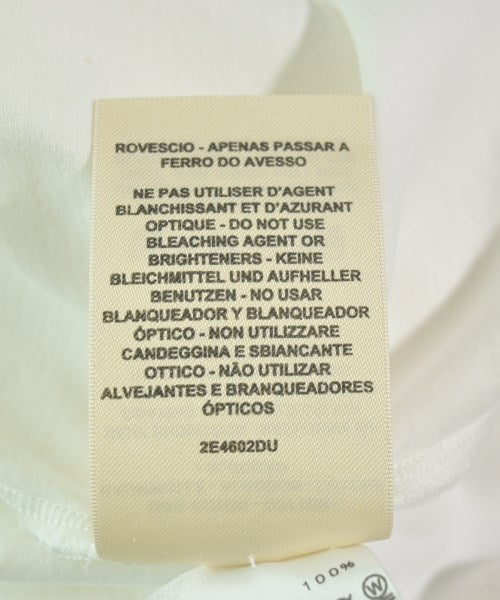 ROVESCIO - APENAS PASSAR A
FERRO DO AVESSO
NE PAS UTILISER D'AGENT
BLANCHISSANT ET D'AZURANT
OPTIQUE - DO NOT USE
BLEACHING AGENT OR
BRIGHTENERS - KEINE
BLEICHMITTEL UND AUFHELLER
BENUTZEN - NO USAR
BLANQUEADOR Y BLANQUEADOR
ÓPTICO - NON UTILIZZARE
CANDEGGINA E SBIANCANTE
OTTICO - NÃO UTILIZAR
ALVEJANTES E BRANQUEADORES
ÓPTICOS
2E4602DU
100%
W